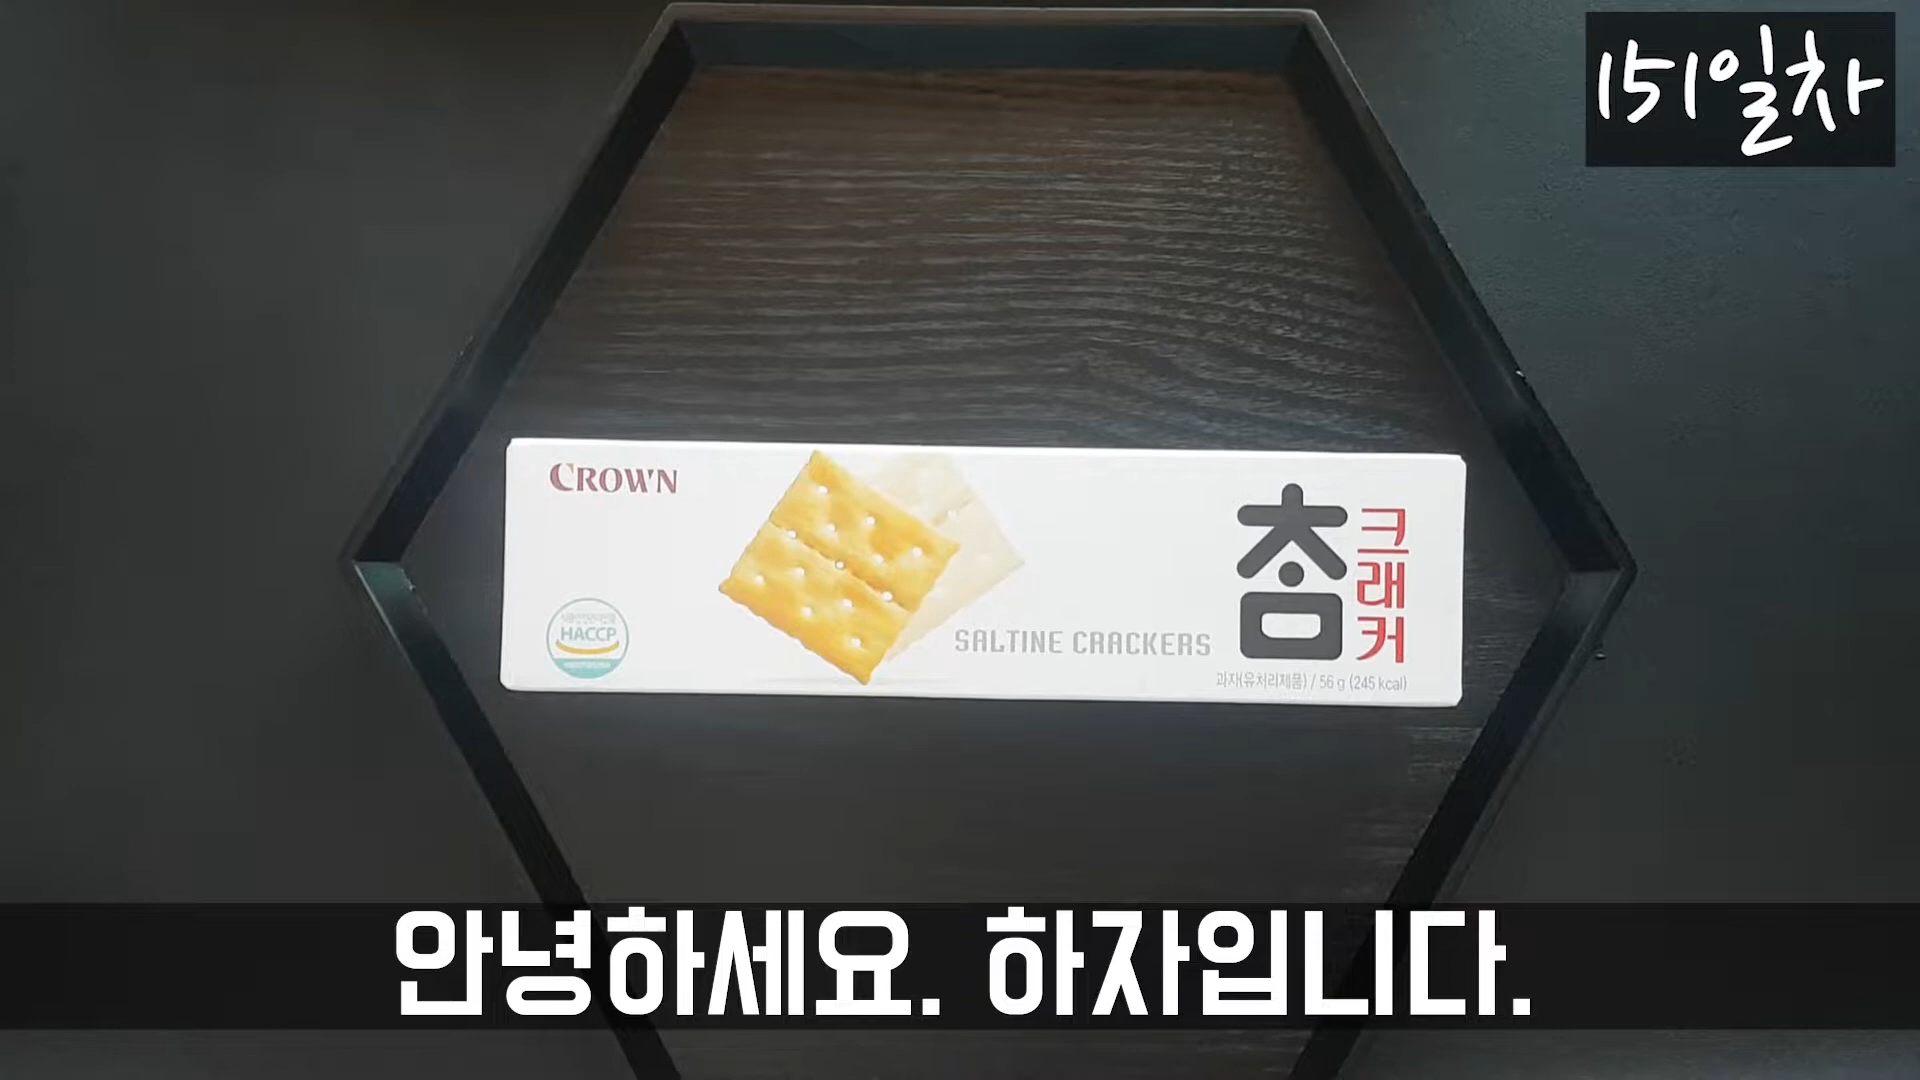 151일차
CROWN
HACCP
SALTINE CRACKERS
참
크래커
과자(유처리제품) / 56 g (245 kcal)
안녕하세요. 하자입니다.